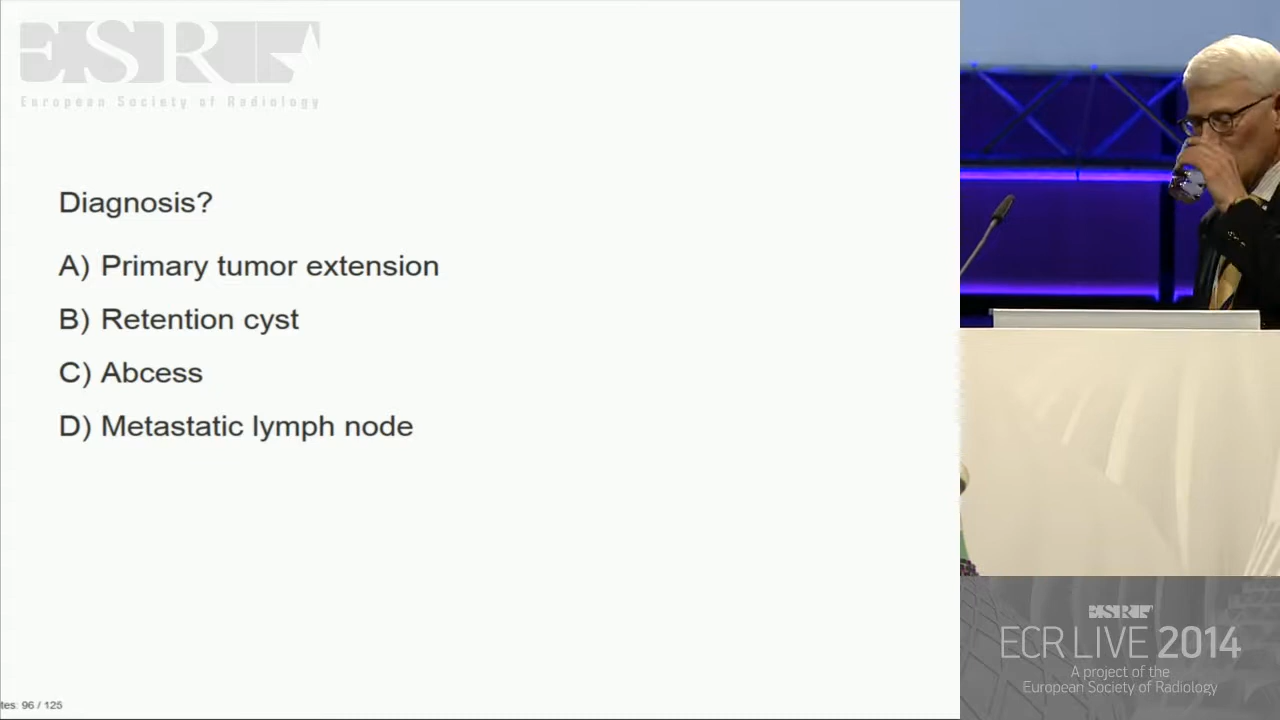 ESR
European Society of Radiology
Diagnosis?
A) Primary tumor extension
B) Retention cyst
C) Abcess
D) Metastatic lymph node
tes: 96 / 125
ESR
ECR LIVE 2014
A project of the
European Society of Radiology